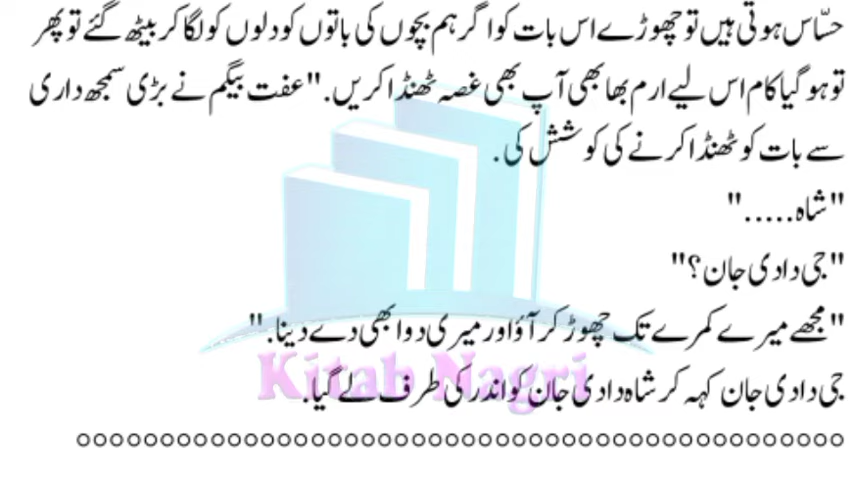 حسّاس ہوتی ہیں تو چھوڑے اس بات کو اگر ہم بچوں کی باتوں کو دلوں کو لگا کر بیٹھ گئے تو پھر
تو ہو گیا کام اس لیے ارم بھابھی آپ بھی غصہ ٹھنڈا کریں." عفت بیگم نے بڑی سمجھ داری
سے بات کو ٹھنڈا کرنے کی کوشش کی.
"شاہ....."
"جی دادی جان؟"
"مجھے میرے کمرے تک چھوڑ کر آؤ اور میری دوا بھی دے دینا."
جی دادی جان کہہ کر شاہ دادی جان کو اندر کی طرف لے گیا.
Kitab Nagri
○○○○○○○○○○○○○○○○○○○○○○○○○○○○○○○○○○○○○○○○○○○○○○